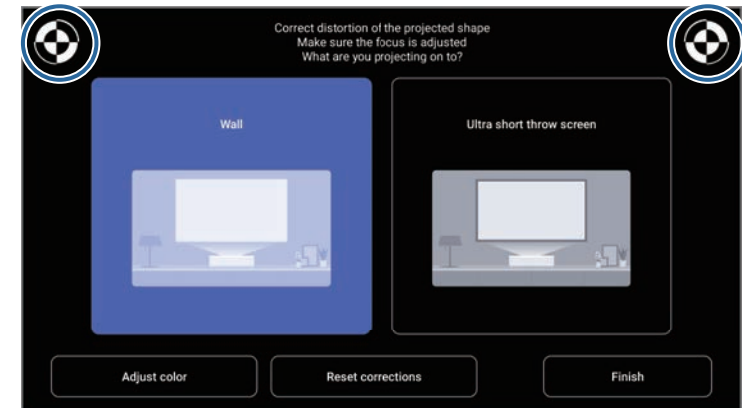 Correct distortion of the projected shape
Make sure the focus is adjusted
What are you projecting on to?
Wall
Ultra short throw screen
Adjust color
Reset corrections
Finish